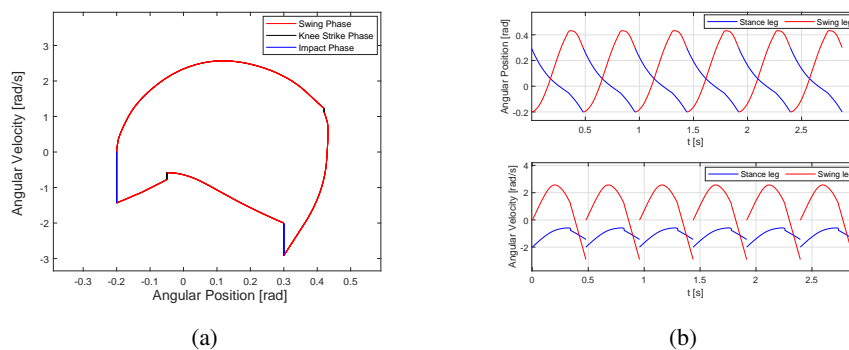 Swing Phase
Knee Strike Phase
Impact Phase
Angular Velocity [rad/s]
3
2
1
0
-1
-2
-3
-0.3 -0.2 -0.1 0 0.1 0.2 0.3 0.4 0.5
Angular Position [rad]
(a)
Stance leg Swing leg
Angular Position [rad]
0.4
0.2
0
-0.2
0.5 1 1.5 2 2.5
t [s]
Stance leg Swing leg
Angular Velocity [rad/s]
4
2
0
-2
0 0.5 1 1.5 2 2.5
t [s]
(b)